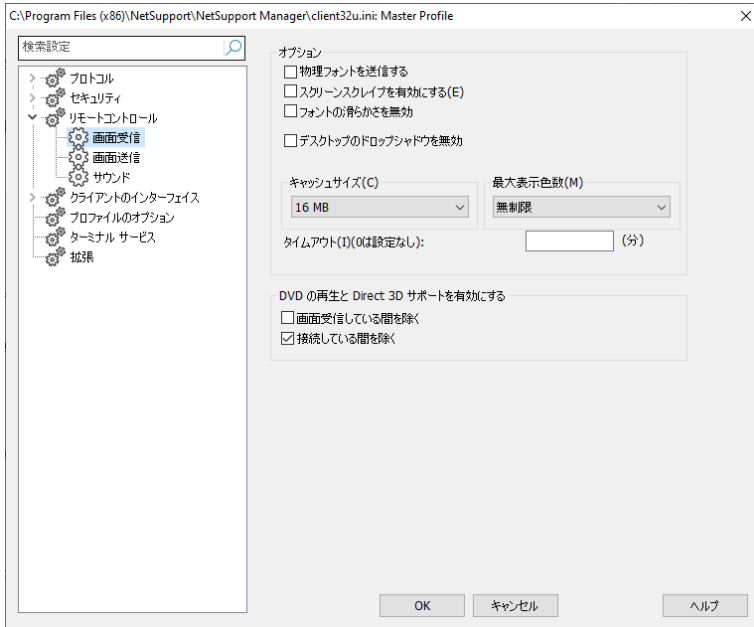 C:\Program Files (x86)\NetSupport\NetSupport Manager\client32u.ini: Master Profile
検索設定
プロトコル
セキュリティ
リモートコントロール
画面受信
画面送信
サウンド
クライアントのインターフェイス
プロファイルのオプション
ターミナル サービス
拡張
オプション
物理フォントを送信する
スクリーンスクレイプを有効にする(E)
フォントの滑らかさを無効
デスクトップのドロップシャドウを無効
キャッシュサイズ(C)
16 MB
最大表示色数(M)
無制限
タイムアウト(I)(0は設定なし):
(分)
DVD の再生と Direct 3D サポートを有効にする
画面受信している間を除く
接続している間を除く
OK
キャンセル
ヘルプ